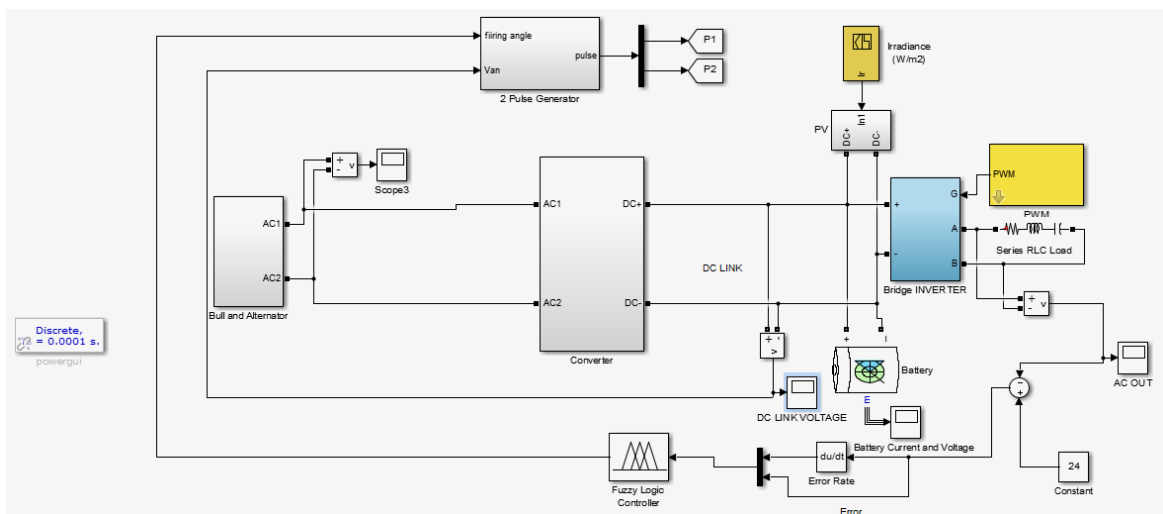 fiiring angle
pulse
Van
2 Pulse Generator
P1
P2
Irradiance
(W/m2)
In1
PV
DC+
DC-
+
-
v
Scope3
AC1
AC2
Bull and Alternator
AC1
DC+
AC2
DC-
Converter
DC LINK
+
-
G
A
B
Bridge INVERTER
PWM
PWM
Series RLC Load
+
-
v
AC OUT
Discrete,
= 0.0001 s.
powergui
+
-
v
DC LINK VOLTAGE
+
Battery
E
Battery Current and Voltage
-
+
24
Constant
du/dt
Error Rate
Error
Fuzzy Logic
Controller